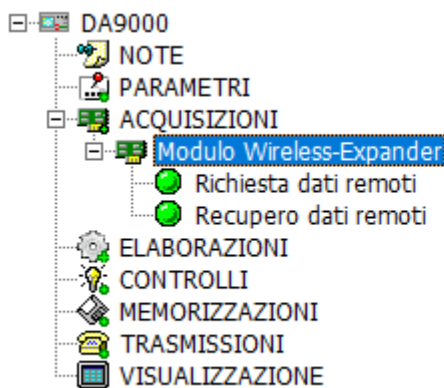 DA9000
NOTE
PARAMETRI
ACQUISIZIONI
Modulo Wireless-Expander
Richiesta dati remoti
Recupero dati remoti
ELABORAZIONI
CONTROLLI
MEMORIZZAZIONI
TRASMISSIONI
VISUALIZZAZIONE